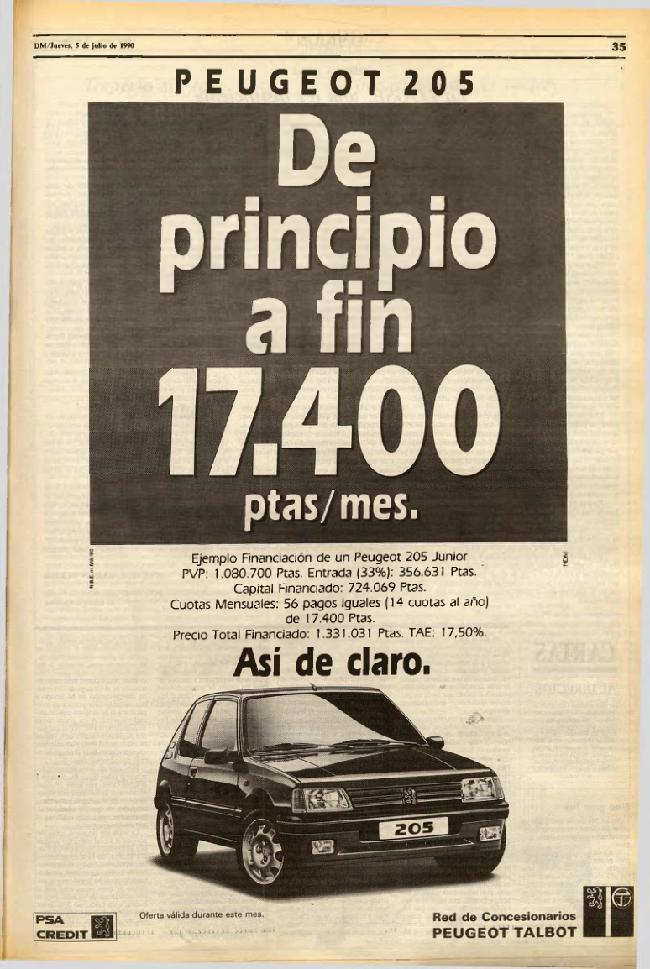 DM/Jueves, 5 de julio de 1990
35
PEUGEOT 205
De
principio
a fin
17.400
ptas/mes.
Ejemplo Financiación de un Peugeot 205 Junior
PVP: 1.080.700 Ptas. Entrada (33%): 356.631 Ptas.
Capital Financiado: 724.069 Ptas.
Cuotas Mensuales: 56 pagos iguales (14 cuotas al año)
de 17.400 Ptas.
Precio Total Financiado: 1.331.031 Ptas. TAE: 17,50%.
Así de claro.
205
PSA
CREDIT
Oferta válida durante este mes.
Red de Concesionarios
PEUGEOT TALBOT